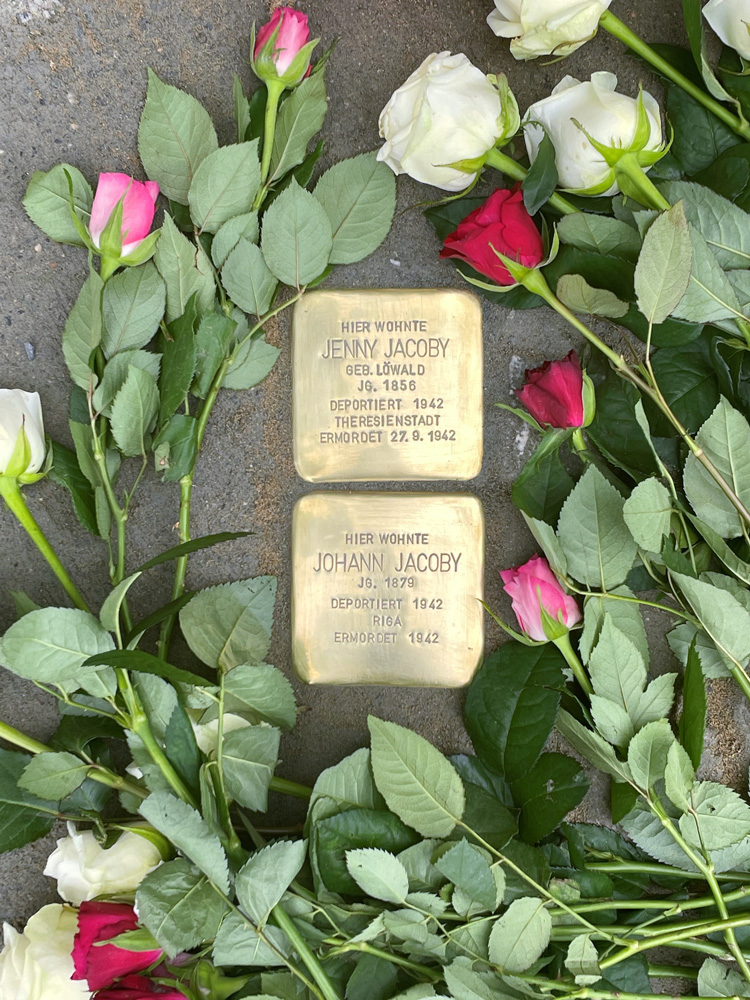 HIER WOHNTE
JENNY JACOBY
GEB. LÖWALD
JG. 1856
DEPORTIERT 1942
THERESIENSTADT
ERMORDET 27.9.1942
HIER WOHNTE
JOHANN JACOBY
JG. 1879
DEPORTIERT 1942
RIGA
ERMORDET 1942